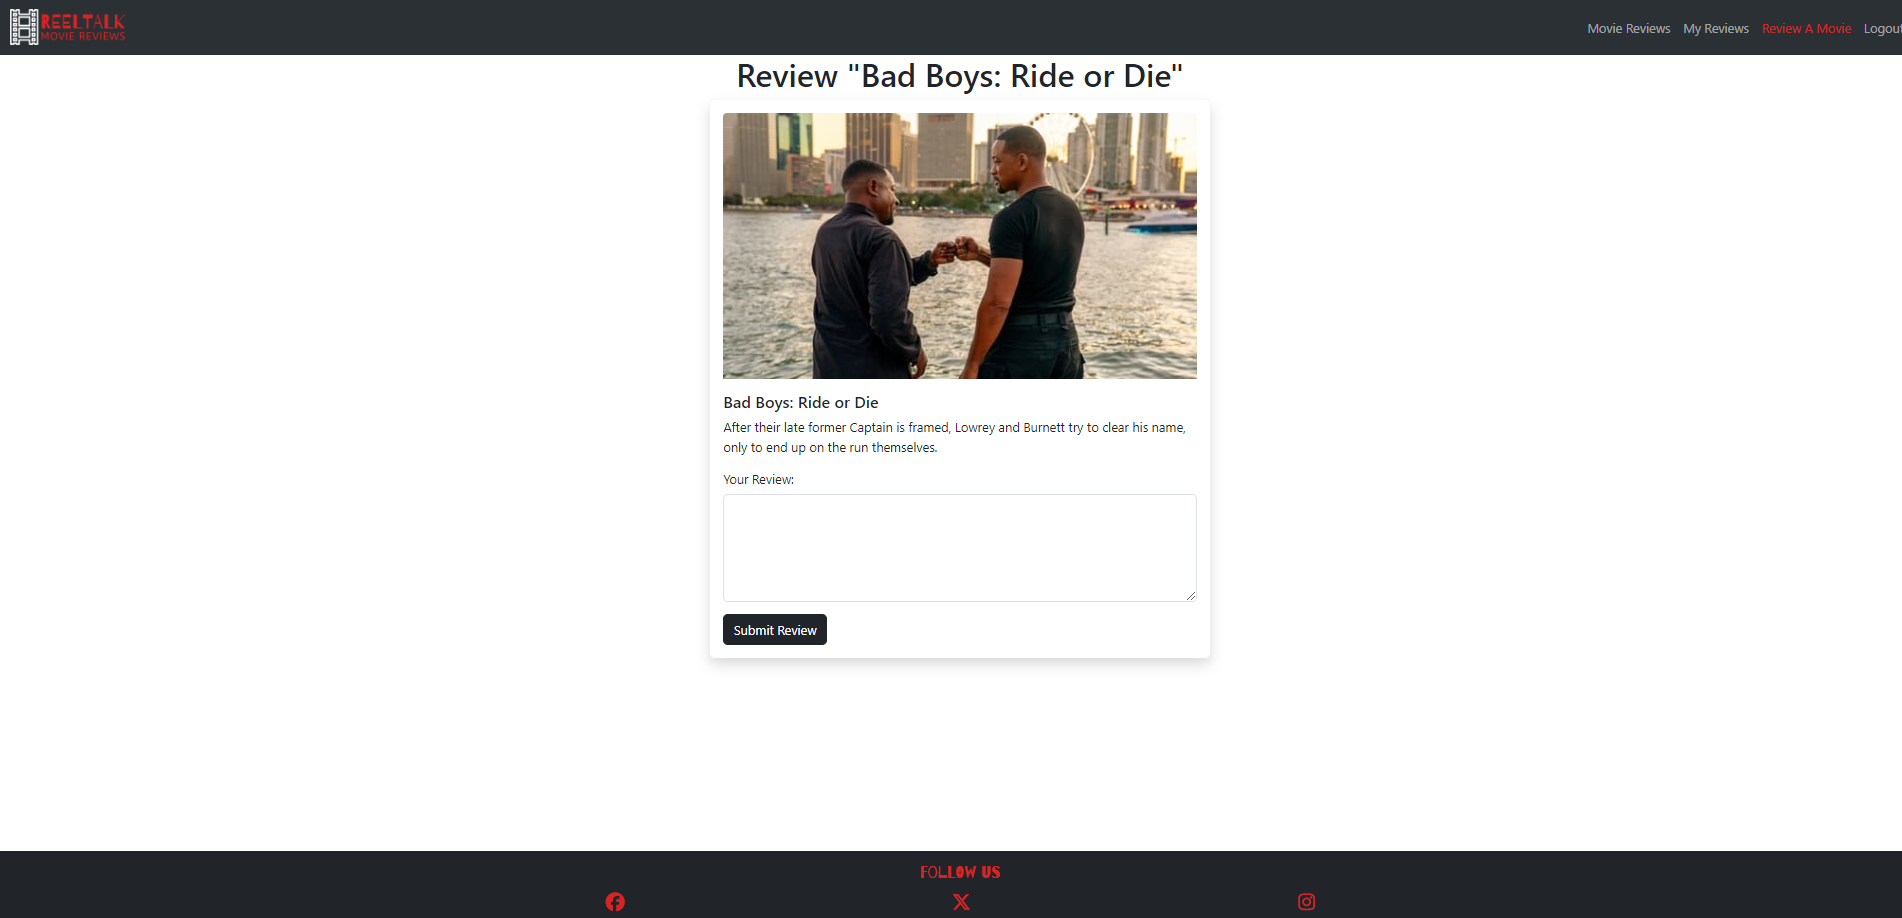 REELTALK
MOVIE REVIEWS
Movie Reviews My Reviews Review A Movie Logout
Review "Bad Boys: Ride or Die"
Bad Boys: Ride or Die
After their late former Captain is framed, Lowrey and Burnett try to clear his name,
only to end up on the run themselves.
Your Review:
Submit Review
FOLLOW US